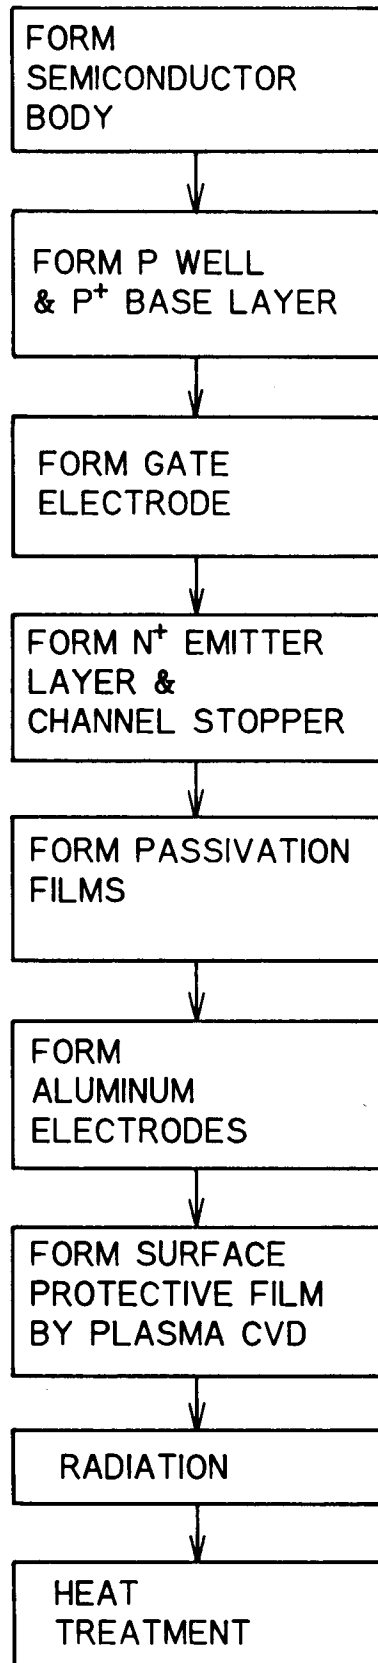 FORM
SEMICONDUCTOR
BODY
FORM P WELL
& P⁺ BASE LAYER
FORM GATE
ELECTRODE
FORM N⁺ EMITTER
LAYER &
CHANNEL STOPPER
FORM PASSIVATION
FILMS
FORM
ALUMINUM
ELECTRODES
FORM SURFACE
PROTECTIVE FILM
BY PLASMA CVD
RADIATION
HEAT
TREATMENT